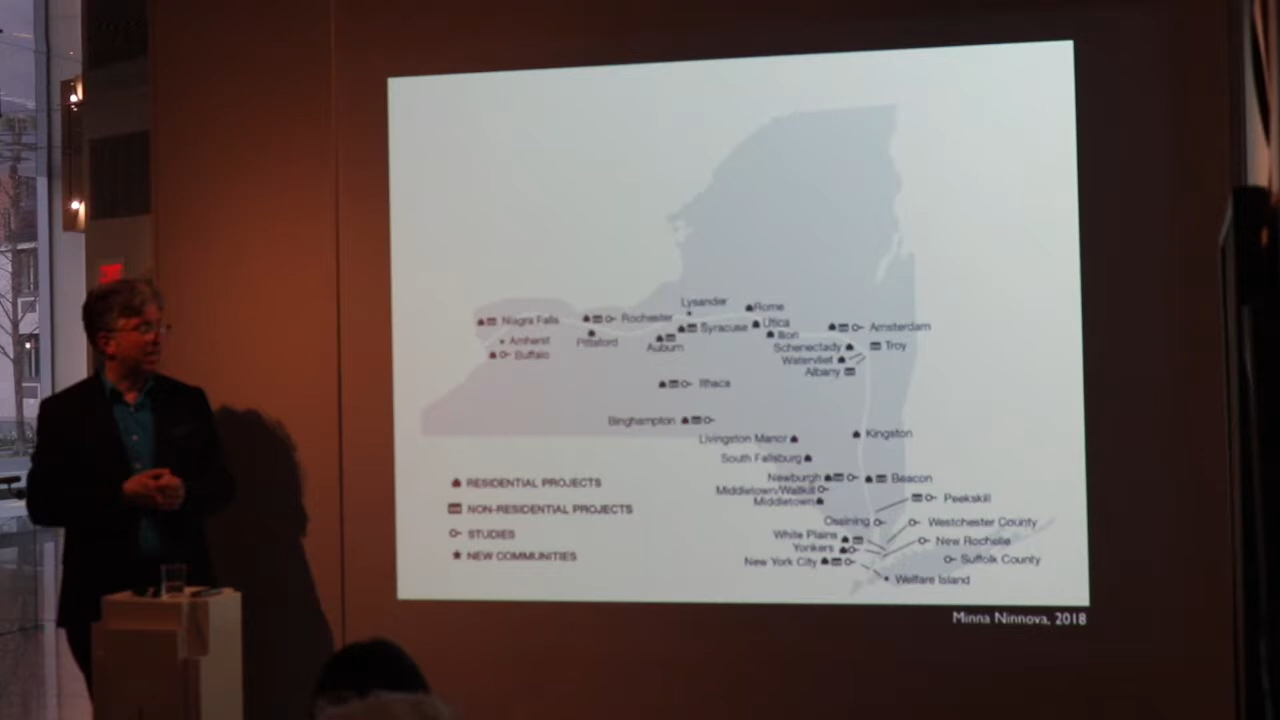 Lysander
Rome
Niagra Falls
Rochester
Utica
Syracuse
Amsterdam
Amherst
Pittsford
Ilion
Auburn
Schenectady
Troy
Buffalo
Watervliet
Albany
Ithaca
Binghampton
Livingston Manor
Kingston
South Fallsburg
RESIDENTIAL PROJECTS
Newburgh
Beacon
Middletown/Wallkill
Middletown
Peekskill
NON-RESIDENTIAL PROJECTS
Ossining
Westchester County
STUDIES
White Plains
New Rochelle
Yonkers
NEW COMMUNITIES
New York City
Suffolk County
Welfare Island
Minna Ninnova, 2018